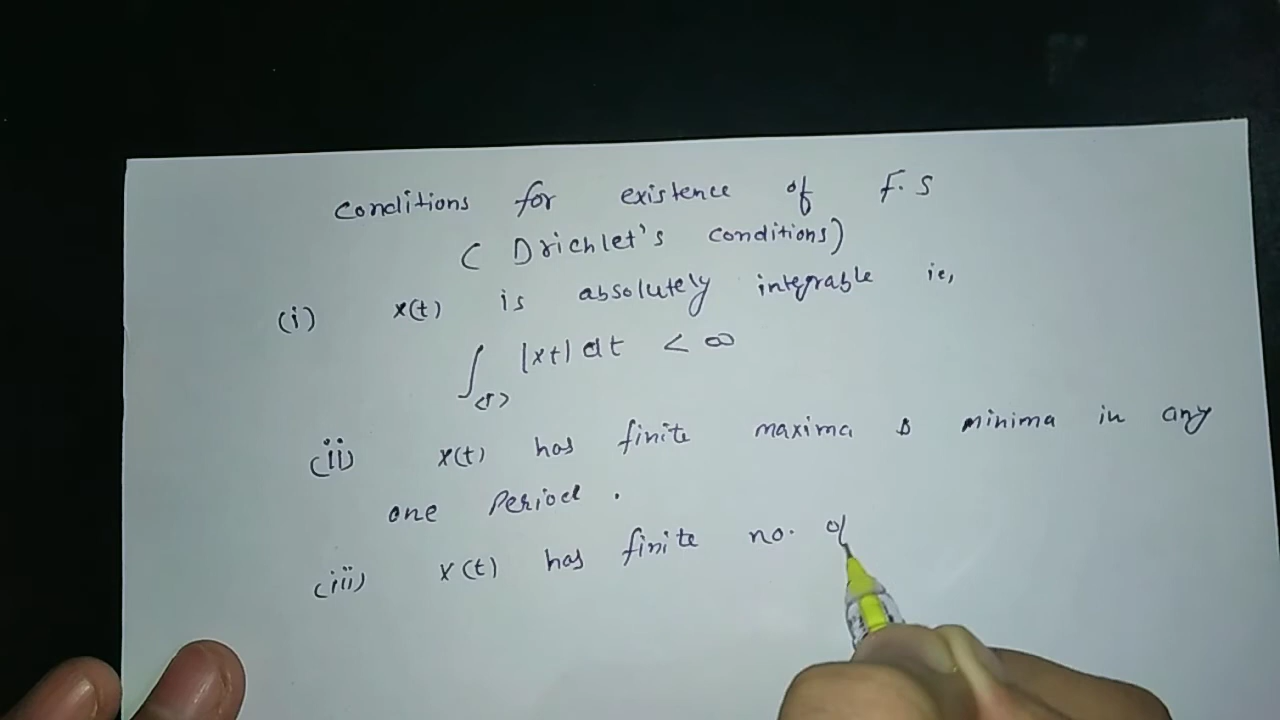 Conditions for existence of F.S
( Drichlet's conditions)
(i) x(t) is absolutely integrable ie,
∫<T> |xt| dt < ∞
(ii) x(t) has finite maxima & minima in any
one period .
(iii) x(t) has finite no. of